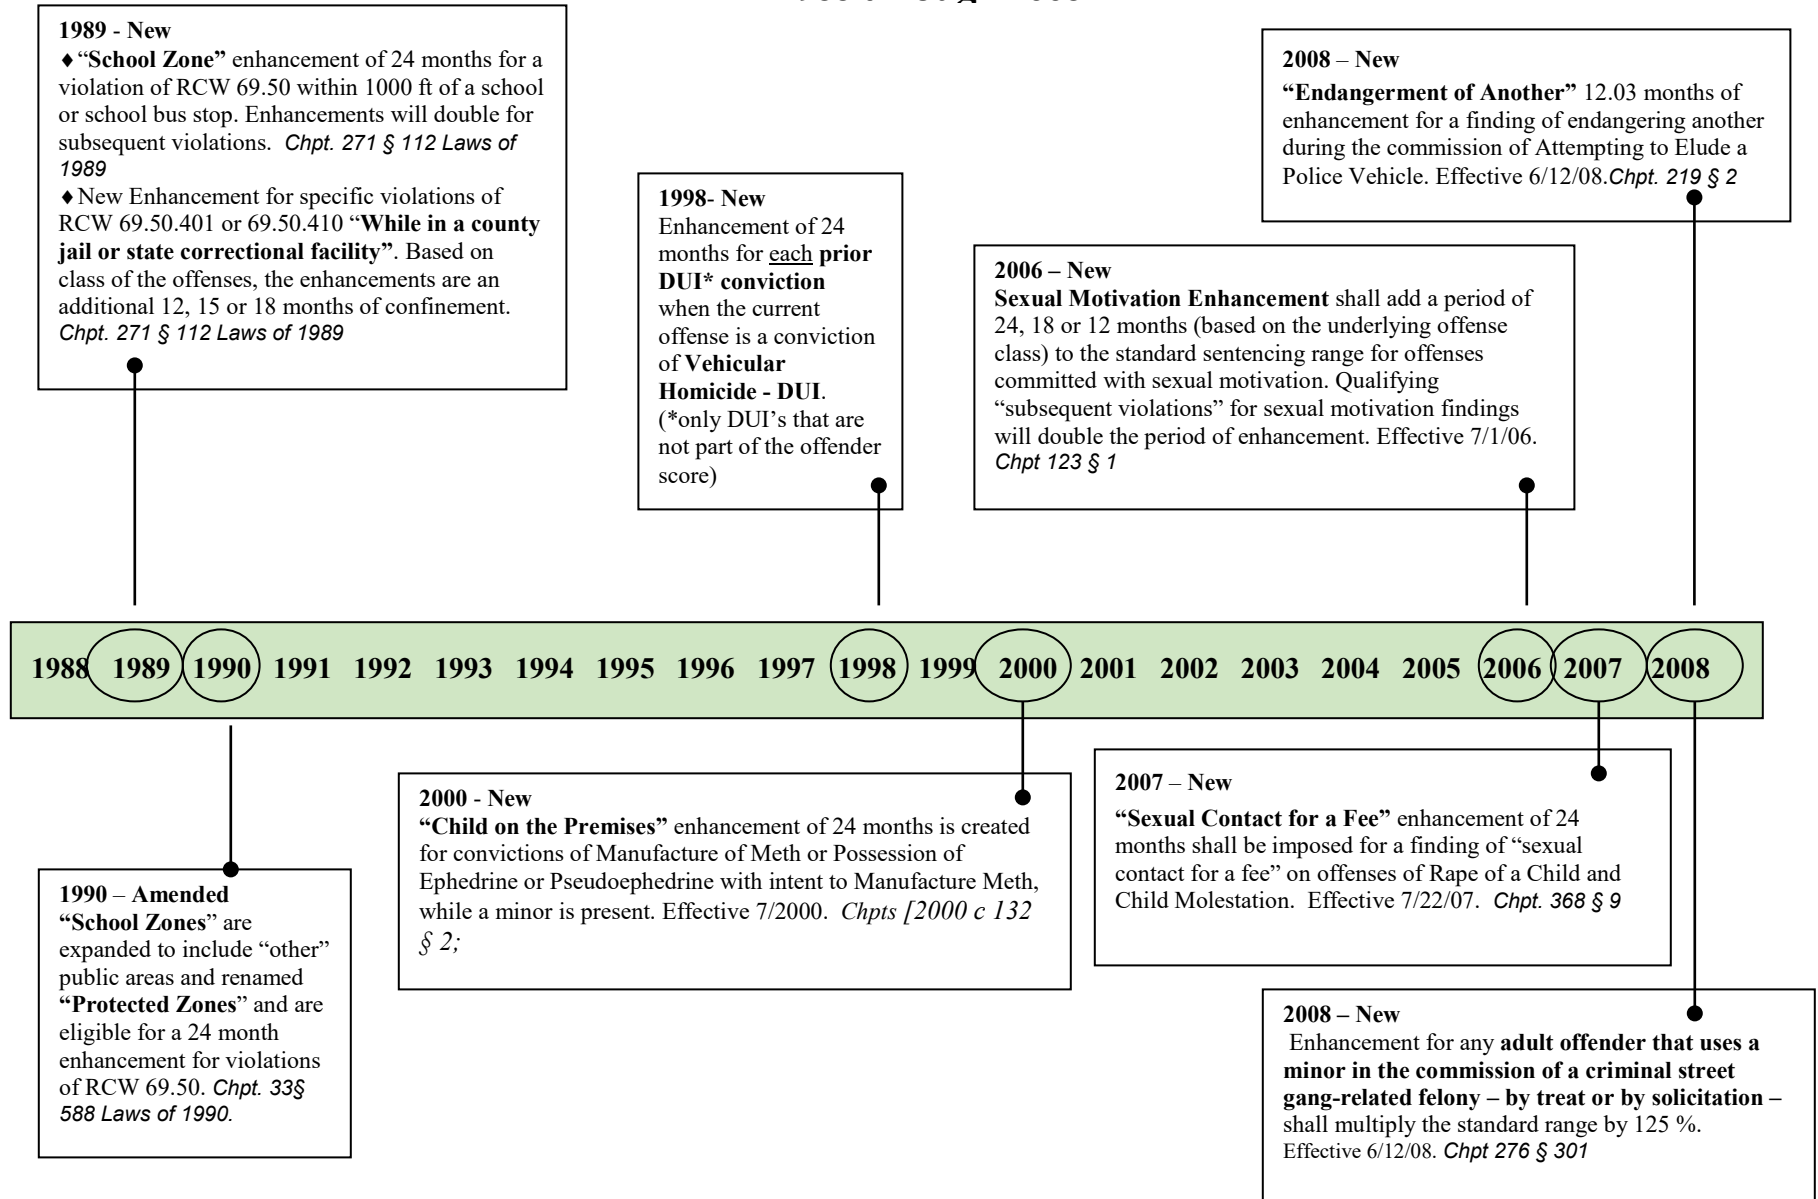 1989 - New
♦“School Zone” enhancement of 24 months for a
violation of RCW 69.50 within 1000 ft of a school
or school bus stop. Enhancements will double for
subsequent violations. Chpt. 271 § 112 Laws of
1989
♦New Enhancement for specific violations of
RCW 69.50.401 or 69.50.410 “While in a county
jail or state correctional facility”. Based on
class of the offenses, the enhancements are an
additional 12, 15 or 18 months of confinement.
Chpt. 271 § 112 Laws of 1989
1998- New
Enhancement of 24
months for each prior
DUI* conviction
when the current
offense is a conviction
of Vehicular
Homicide - DUI.
(*only DUI’s that are
not part of the offender
score)
2006 – New
Sexual Motivation Enhancement shall add a period of
24, 18 or 12 months (based on the underlying offense
class) to the standard sentencing range for offenses
committed with sexual motivation. Qualifying
“subsequent violations” for sexual motivation findings
will double the period of enhancement. Effective 7/1/06.
Chpt 123 § 1
2008 – New
“Endangerment of Another” 12.03 months of
enhancement for a finding of endangering another
during the commission of Attempting to Elude a
Police Vehicle. Effective 6/12/08.Chpt. 219 § 2
1988 1989 1990 1991 1992 1993 1994 1995 1996 1997 1998 1999 2000 2001 2002 2003 2004 2005 2006 2007 2008
1990 – Amended
“School Zones” are
expanded to include “other”
public areas and renamed
“Protected Zones” and are
eligible for a 24 month
enhancement for violations
of RCW 69.50. Chpt. 33§
588 Laws of 1990.
2000 - New
“Child on the Premises” enhancement of 24 months is created
for convictions of Manufacture of Meth or Possession of
Ephedrine or Pseudoephedrine with intent to Manufacture Meth,
while a minor is present. Effective 7/2000. Chpts [2000 c 132
§ 2;
2007 – New
“Sexual Contact for a Fee” enhancement of 24
months shall be imposed for a finding of “sexual
contact for a fee” on offenses of Rape of a Child and
Child Molestation. Effective 7/22/07. Chpt. 368 § 9
2008 – New
Enhancement for any adult offender that uses a
minor in the commission of a criminal street
gang-related felony – by treat or by solicitation –
shall multiply the standard range by 125 %.
Effective 6/12/08. Chpt 276 § 301